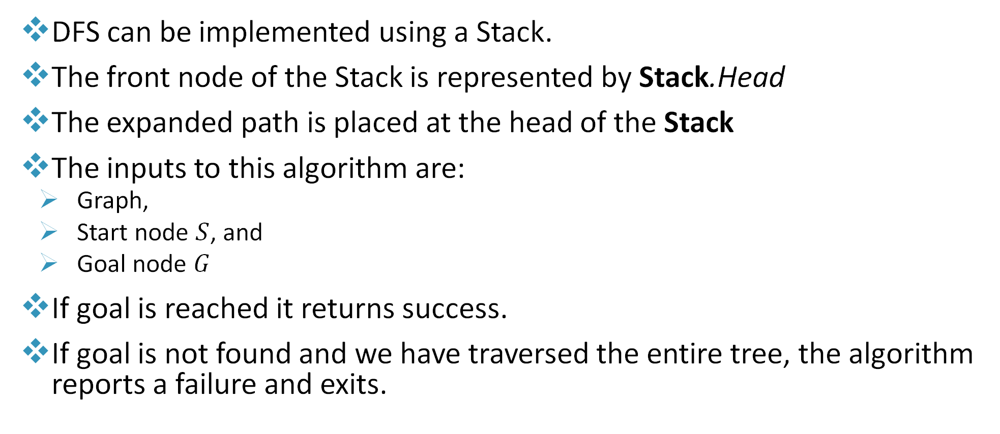 DFS can be implemented using a Stack.
The front node of the Stack is represented by Stack.Head
The expanded path is placed at the head of the Stack
The inputs to this algorithm are:
Graph,
Start node S, and
Goal node G
If goal is reached it returns success.
If goal is not found and we have traversed the entire tree, the algorithm
reports a failure and exits.